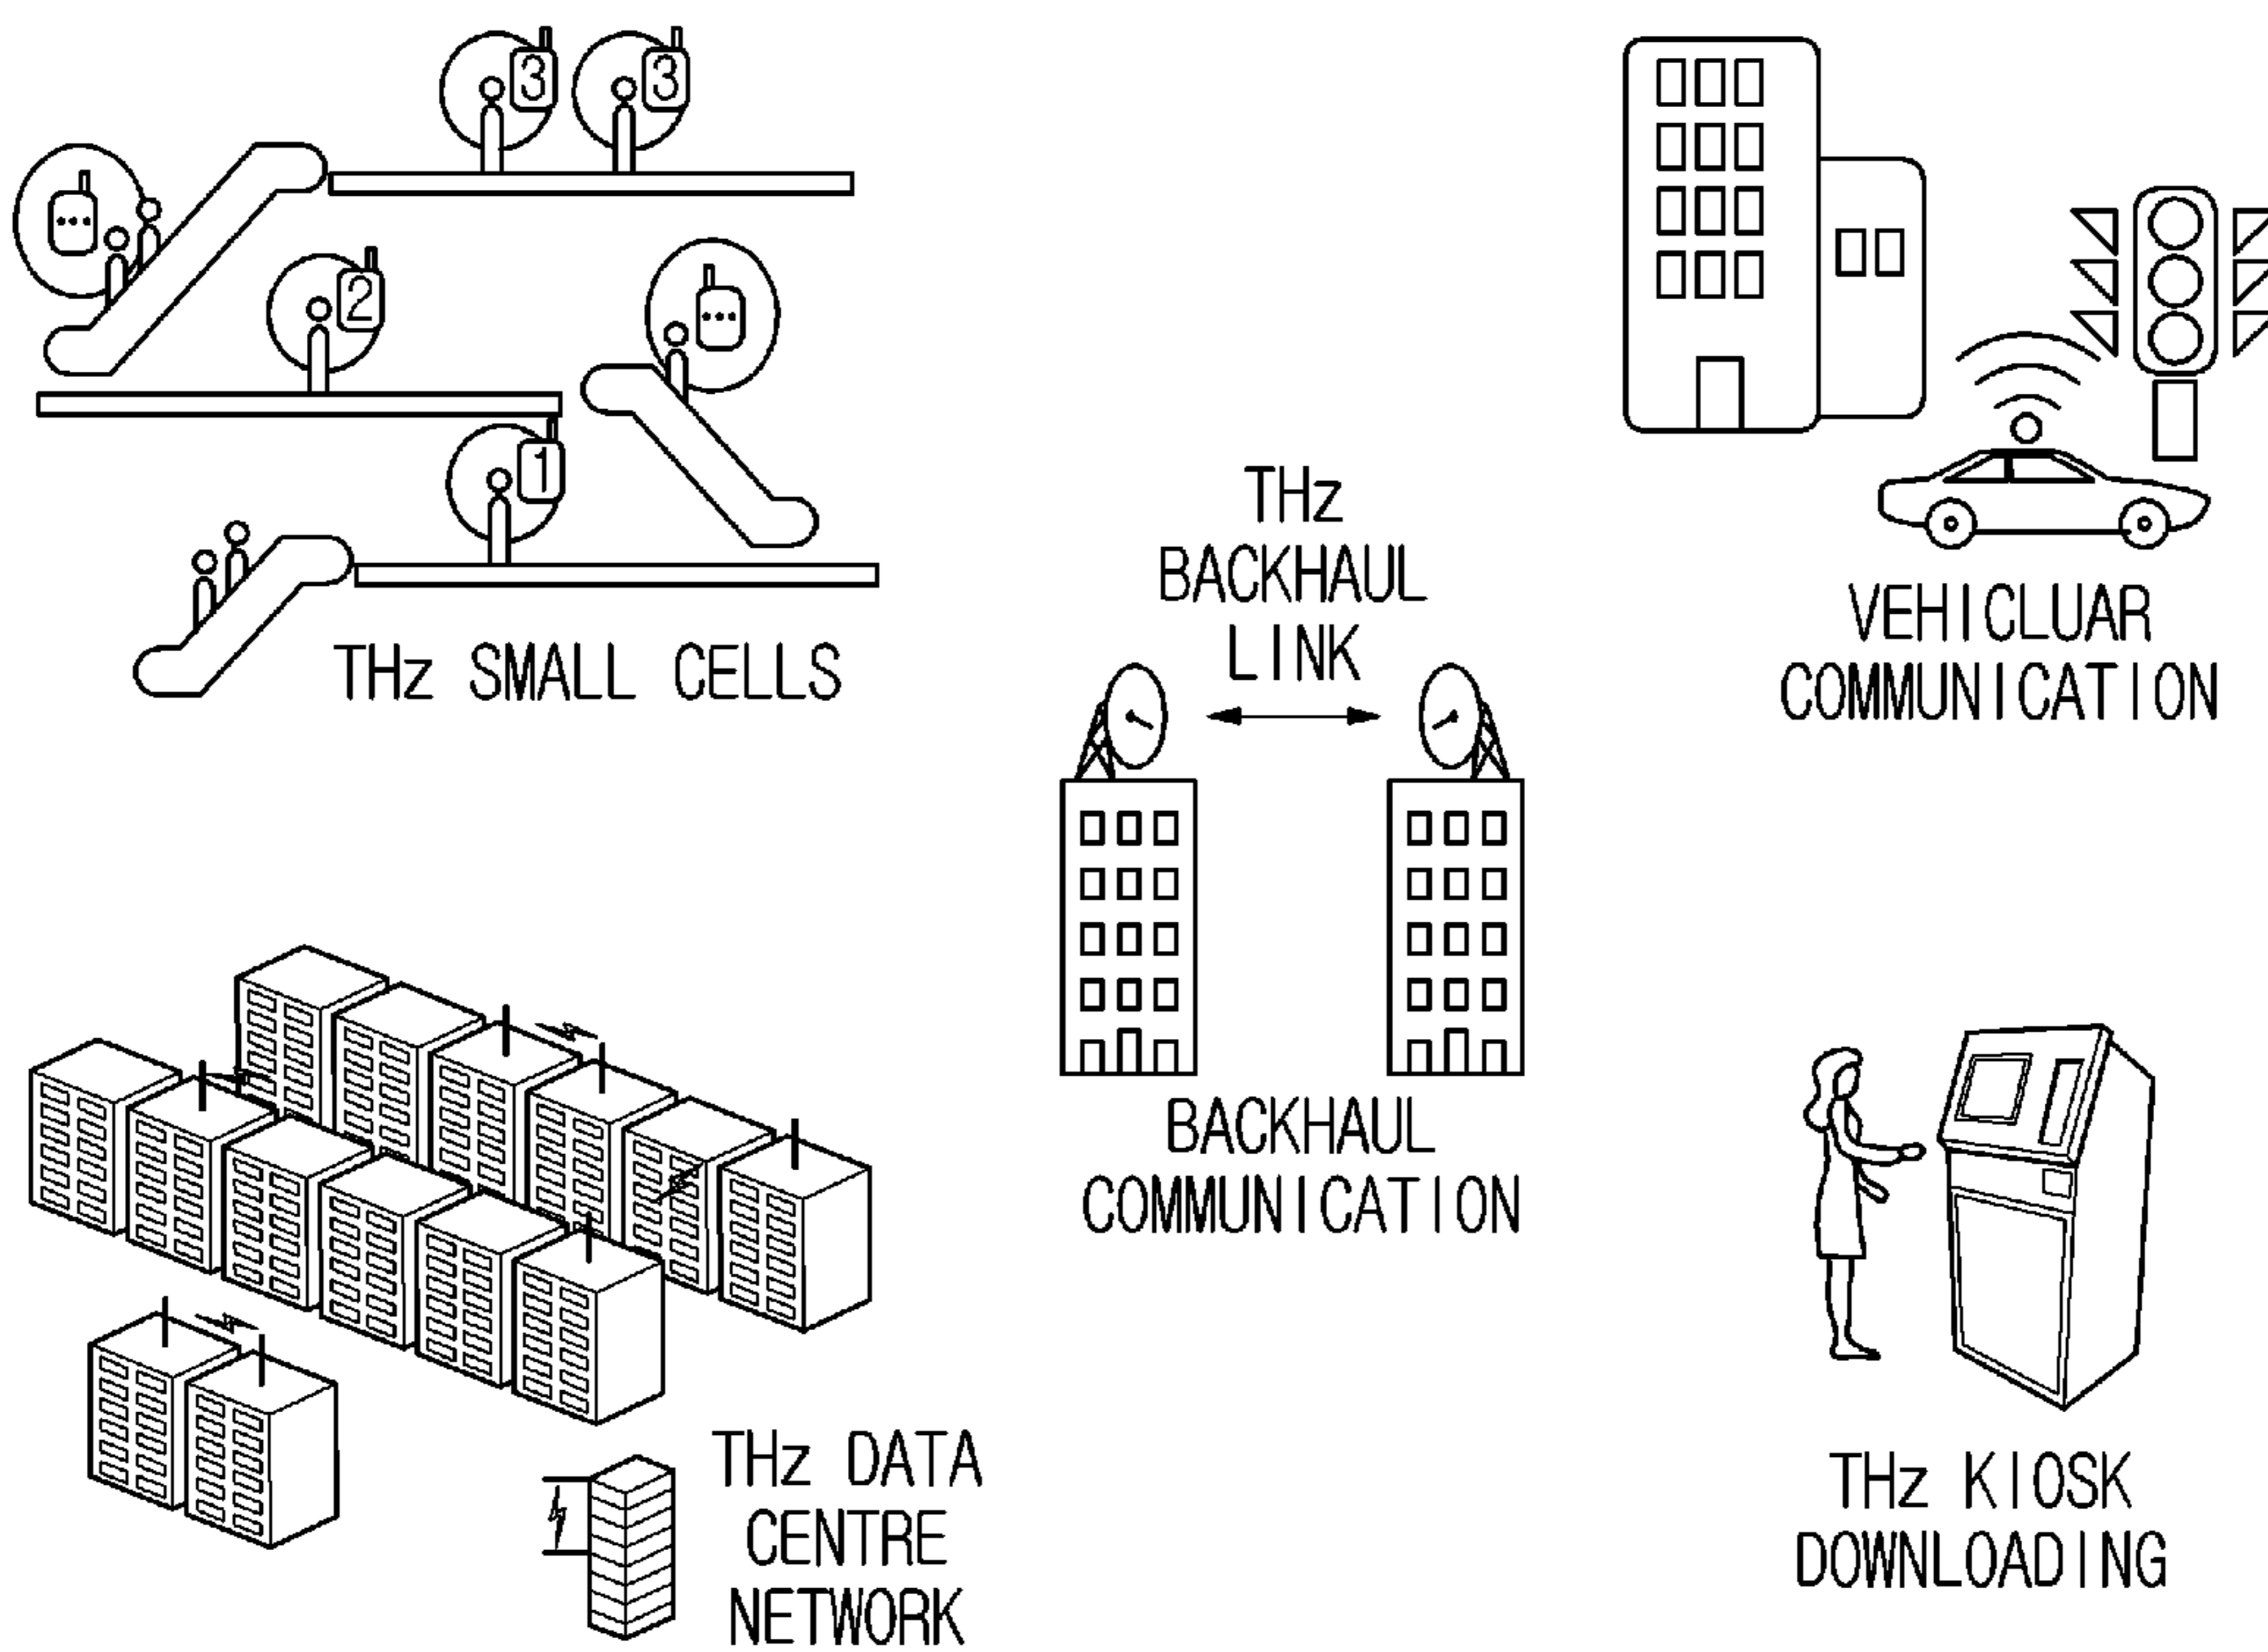 3
3
...
2
...
1
THz SMALL CELLS
THz
BACKHAUL
LINK
VEHICLUAR
COMMUNICATION
BACKHAUL
COMMUNICATION
THz DATA
CENTRE
NETWORK
THz KIOSK
DOWNLOADING